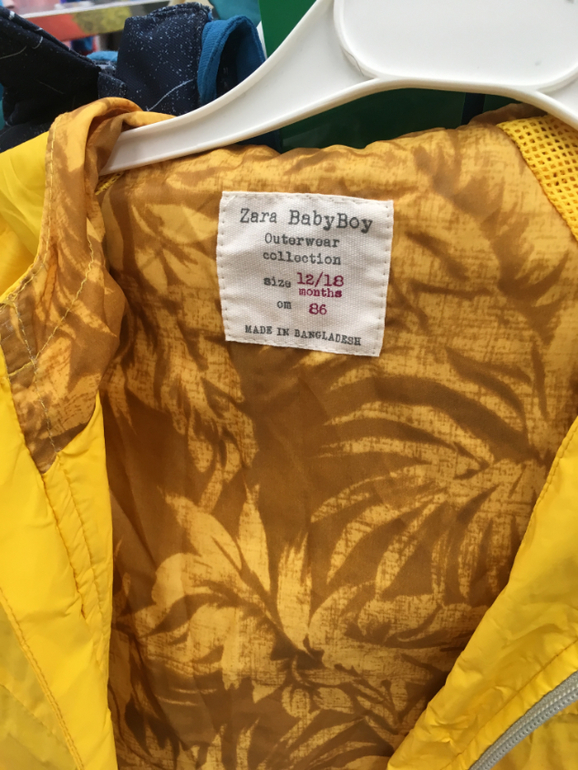 Zara BabyBoy
Outerwear
collection
size 12/18
months
cm 86
MADE IN BANGLADESH